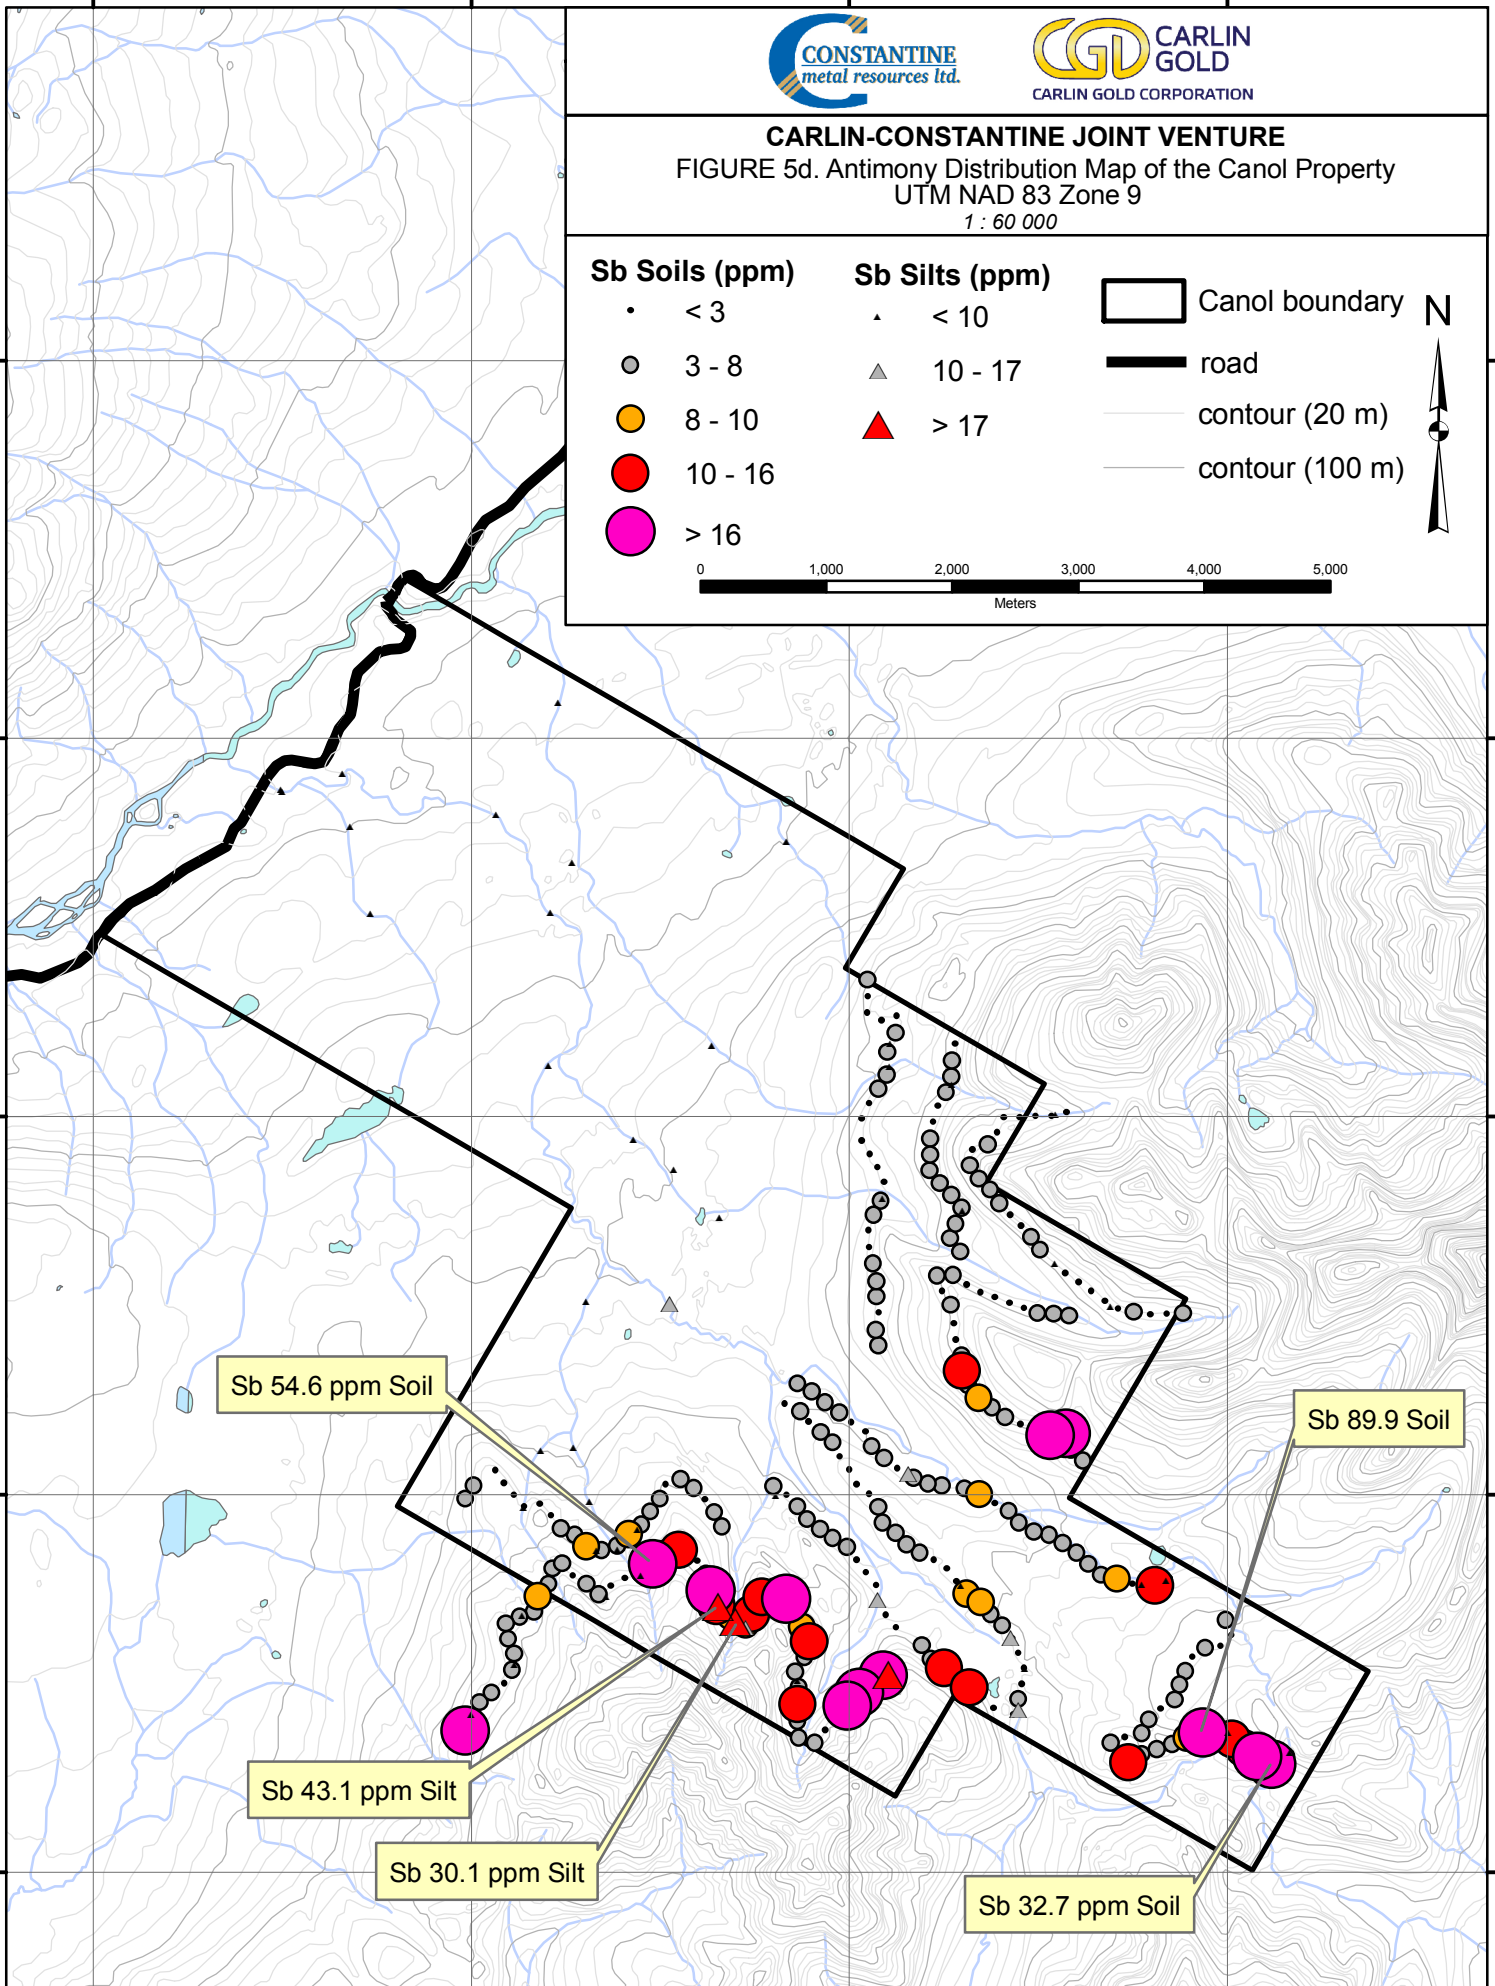 CONSTANTINE
metal resources ltd.
CGD
CARLIN
GOLD
CARLIN GOLD CORPORATION
CARLIN-CONSTANTINE JOINT VENTURE
FIGURE 5d. Antimony Distribution Map of the Canol Property
UTM NAD 83 Zone 9
1 : 60 000
Sb Soils (ppm)
< 3
3 - 8
8 - 10
10 - 16
> 16
Sb Silts (ppm)
< 10
10 - 17
> 17
Canol boundary
road
contour (20 m)
contour (100 m)
N
0 1,000 2,000 3,000 4,000 5,000
Meters
Sb 54.6 ppm Soil
Sb 89.9 Soil
Sb 43.1 ppm Silt
Sb 30.1 ppm Silt
Sb 32.7 ppm Soil